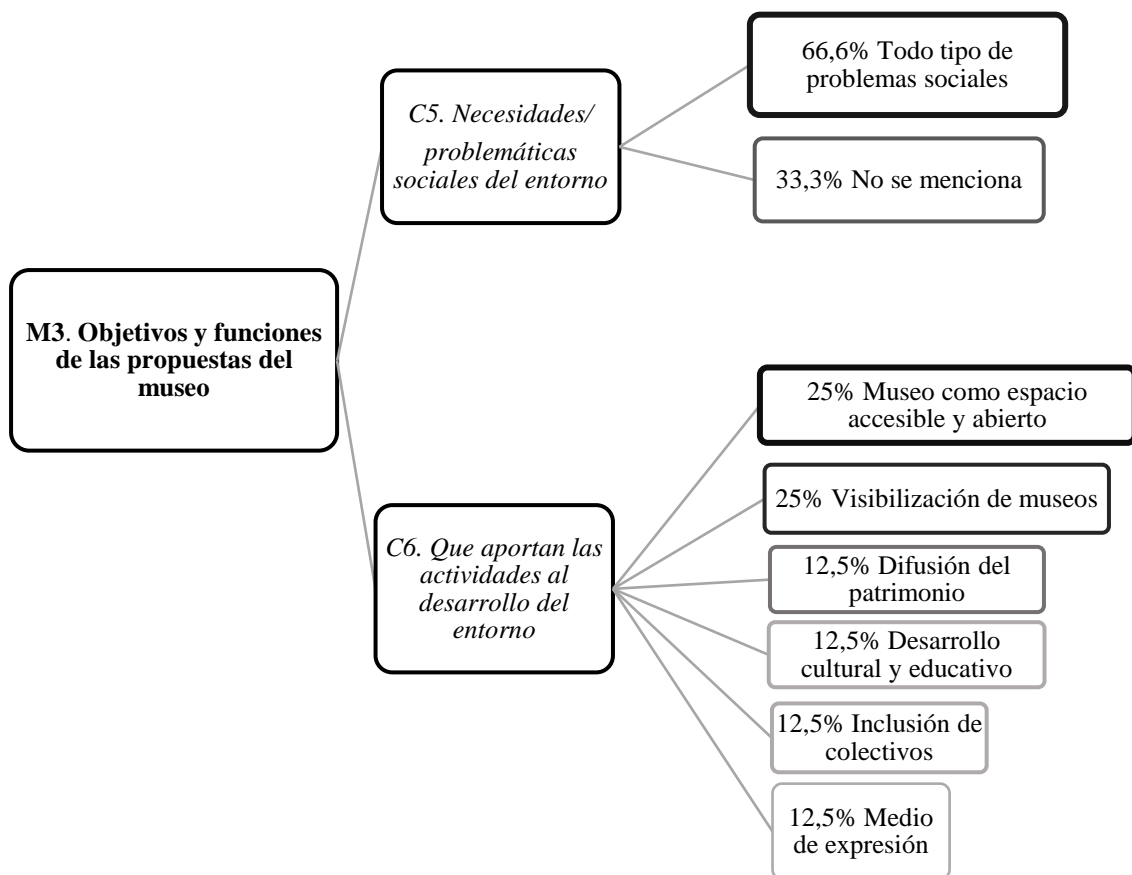 M3. Objetivos y funciones
de las propuestas del
museo
C5. Necesidades/
problemáticas
sociales del entorno
66,6% Todo tipo de
problemas sociales
33,3% No se menciona
C6. Que aportan las
actividades al
desarrollo del
entorno
25% Museo como espacio
accesible y abierto
25% Visibilización de museos
12,5% Difusión del
patrimonio
12,5% Desarrollo
cultural y educativo
12,5% Inclusión de
colectivos
12,5% Medio
de expresión